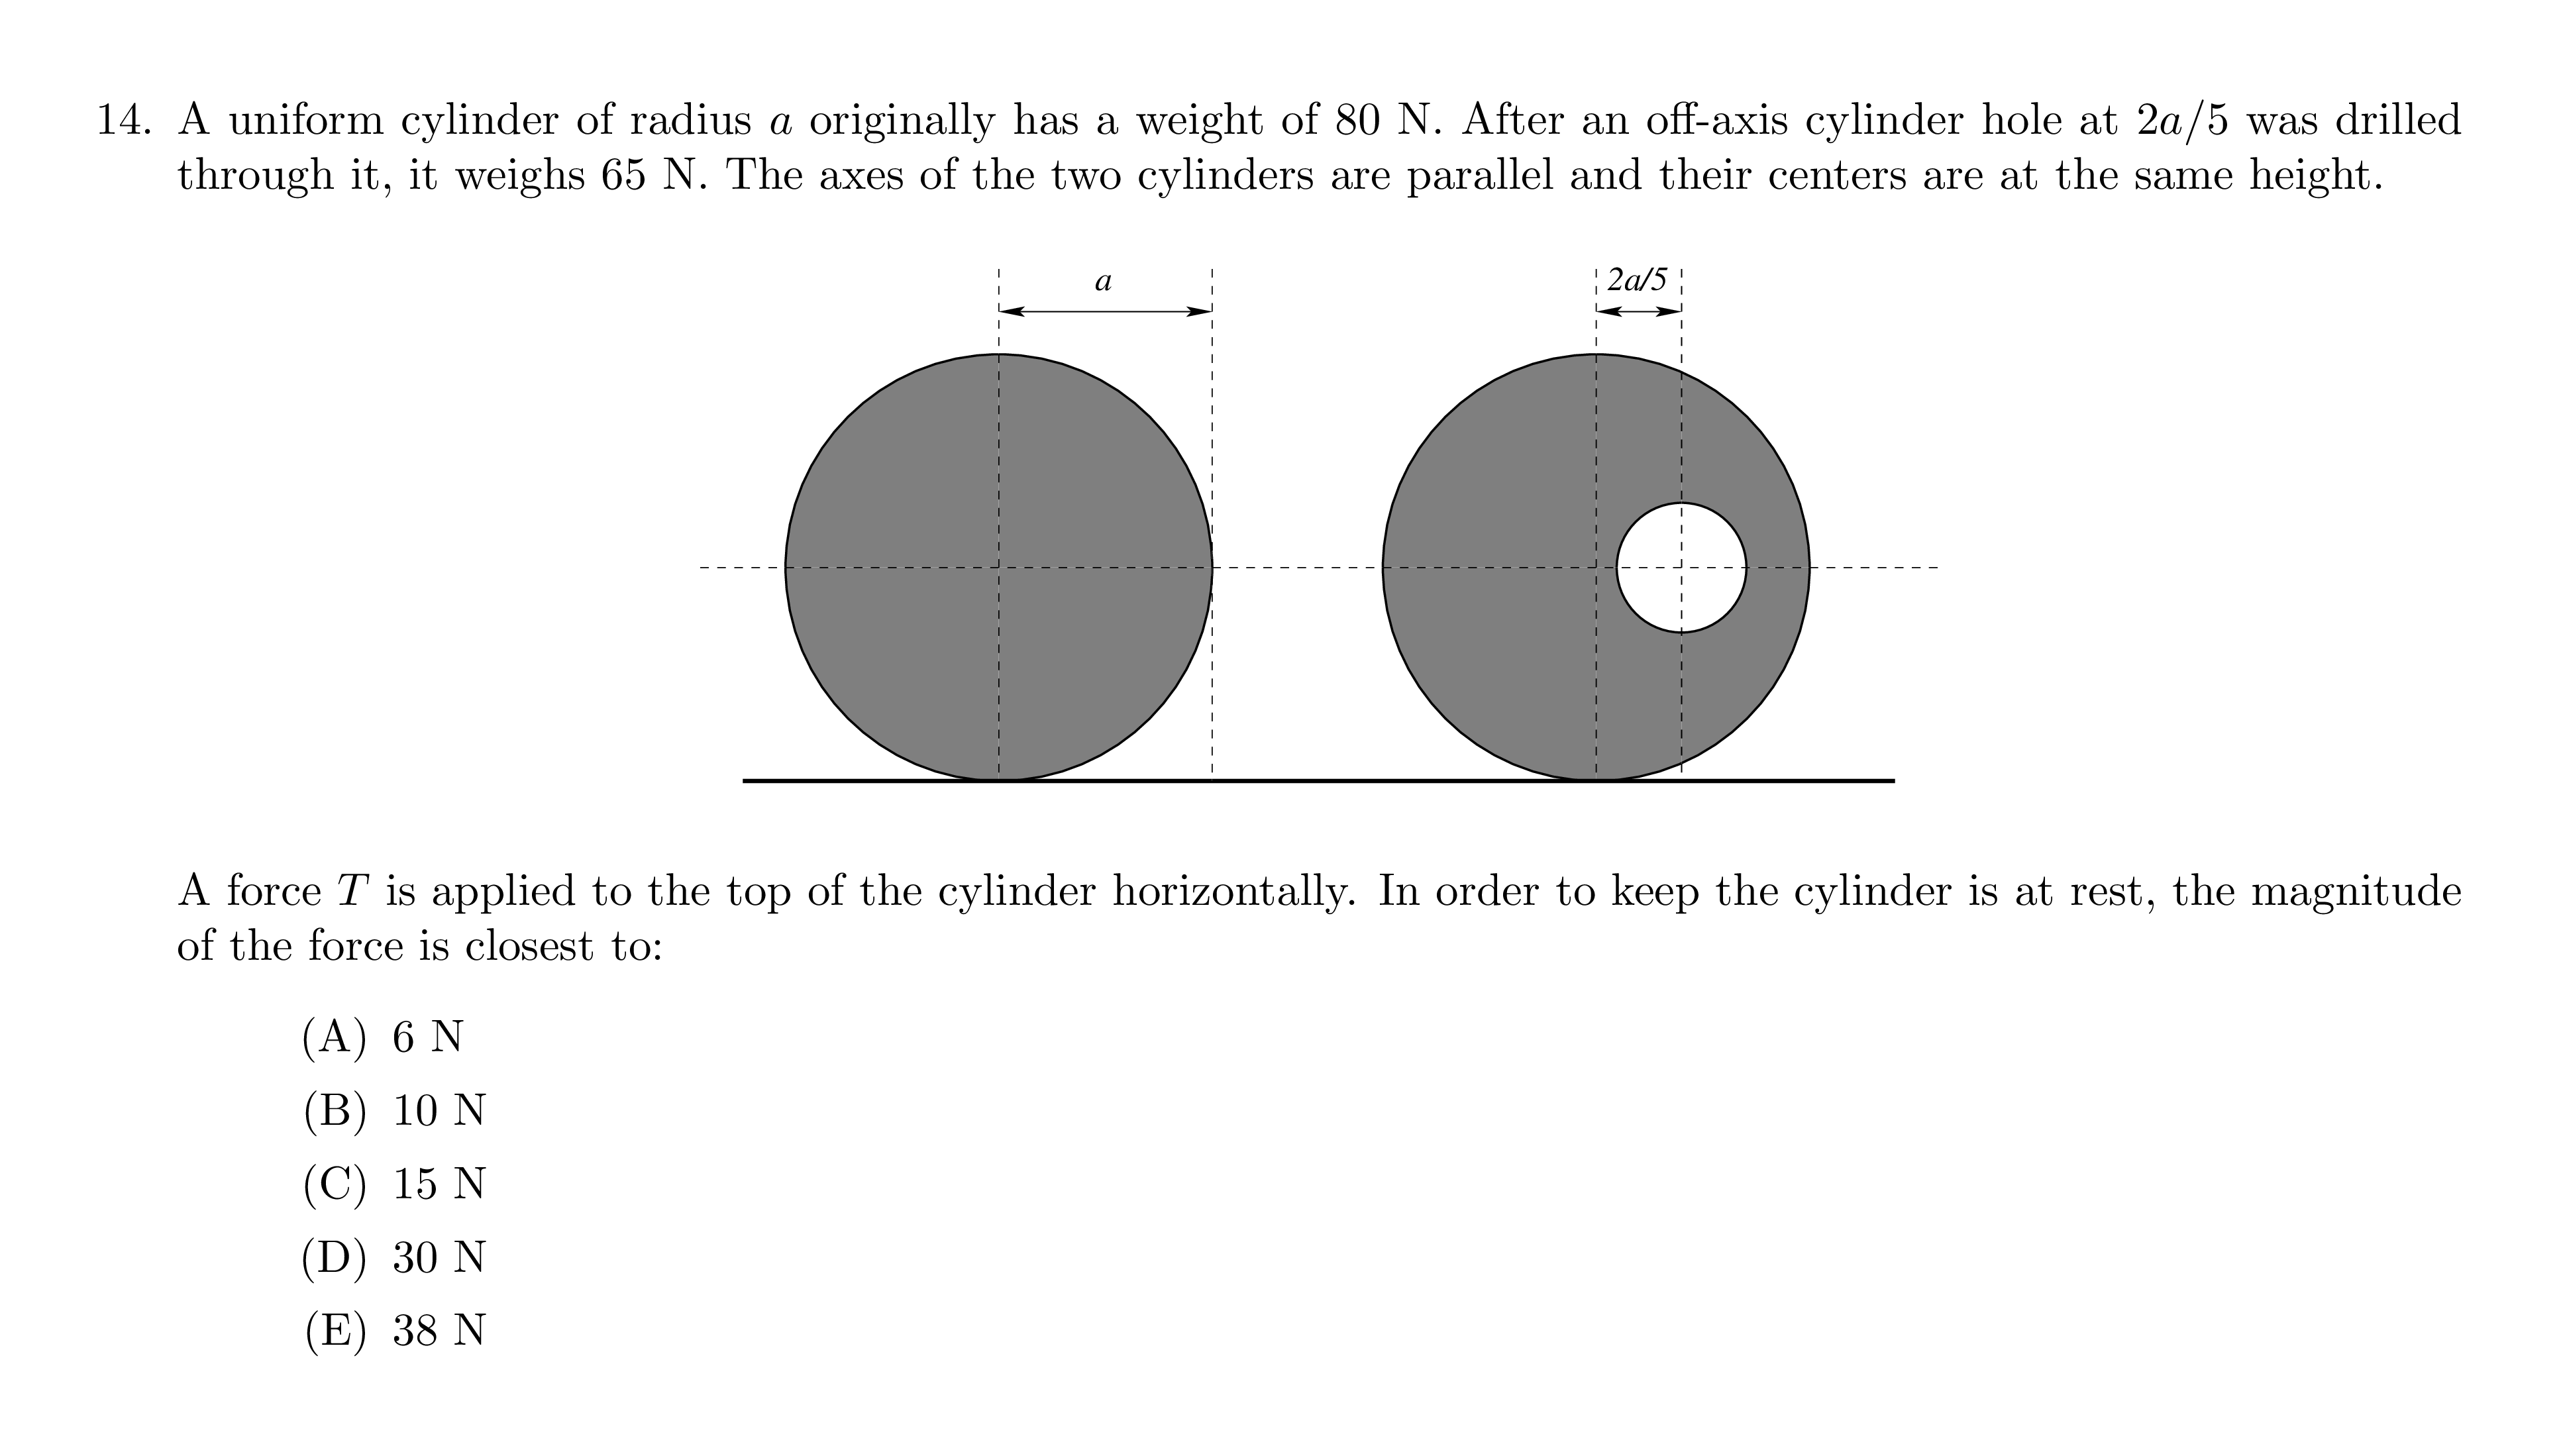 14. A uniform cylinder of radius a originally has a weight of 80 N. After an off-axis cylinder hole at 2a/5 was drilled
through it, it weighs 65 N. The axes of the two cylinders are parallel and their centers are at the same height.
a
2a/5
A force T is applied to the top of the cylinder horizontally. In order to keep the cylinder is at rest, the magnitude
of the force is closest to:
(A) 6 N
(B) 10 N
(C) 15 N
(D) 30 N
(E) 38 N